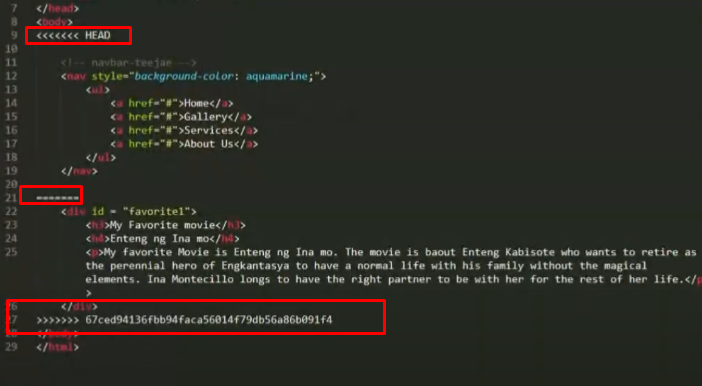 7 </head>
8 <body>
9 <<<<<<< HEAD
10
11 <!-- navbar-teejae -->
12 <nav style="background-color: aquamarine;">
13 <ul>
14 <a href="#">Home</a>
15 <a href="#">Gallery</a>
16 <a href="#">Services</a>
17 <a href="#">About Us</a>
18 </ul>
19 </nav>
20
21 =======
22 <div id = "favorite1">
23 <h3>My Favorite movie</h3>
24 <h4>Enteng ng Ina mo</h4>
25 <p>My favorite Movie is Enteng ng Ina mo. The movie is baout Enteng Kabisote who wants to retire as
the perennial hero of Engkantasya to have a normal life with his family without the magical
elements. Ina Montecillo longs to have the right partner to be with her for the rest of her life.</p
>
26 </div>
27 >>>>>>> 67ced94136fbb94faca56014f79db56a86b091f4
28 </body>
29 </html>